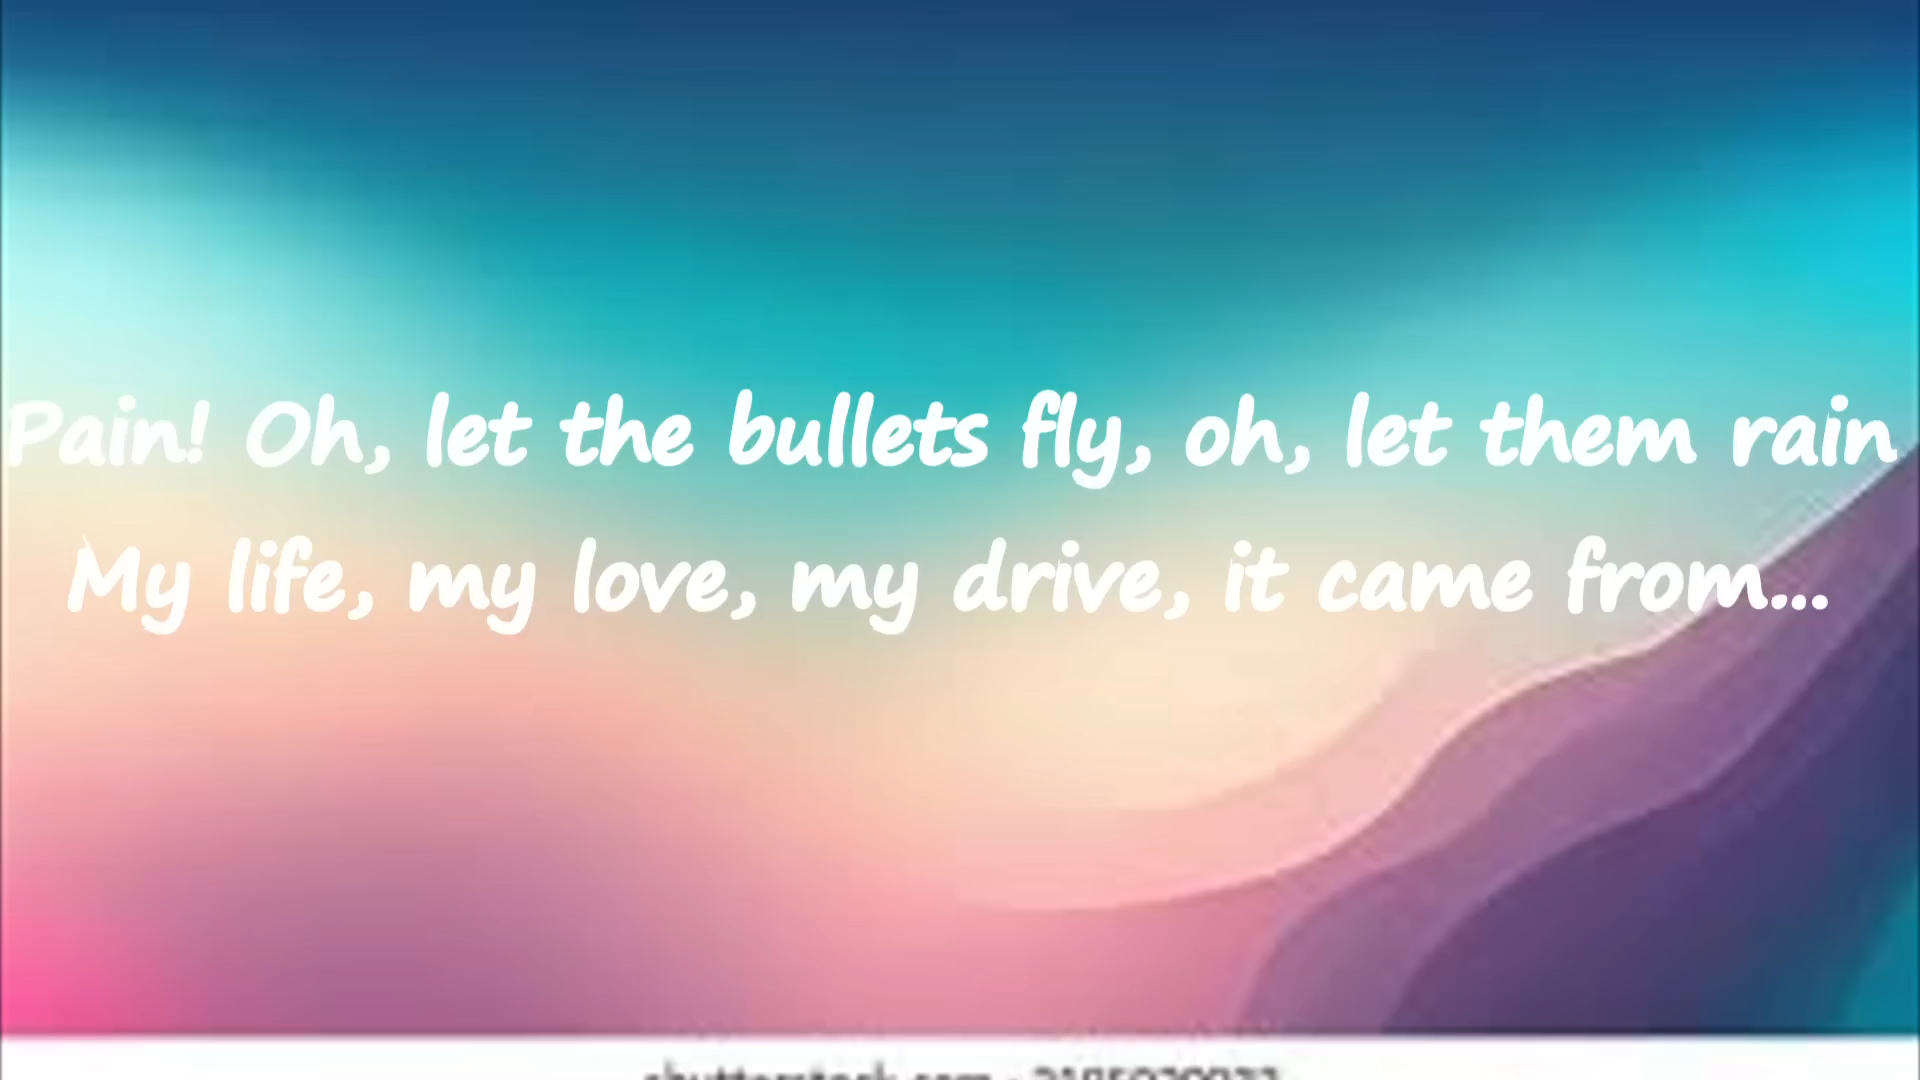 Pain! Oh, let the bullets fly, oh, let them rain
My life, my love, my drive, it came from...